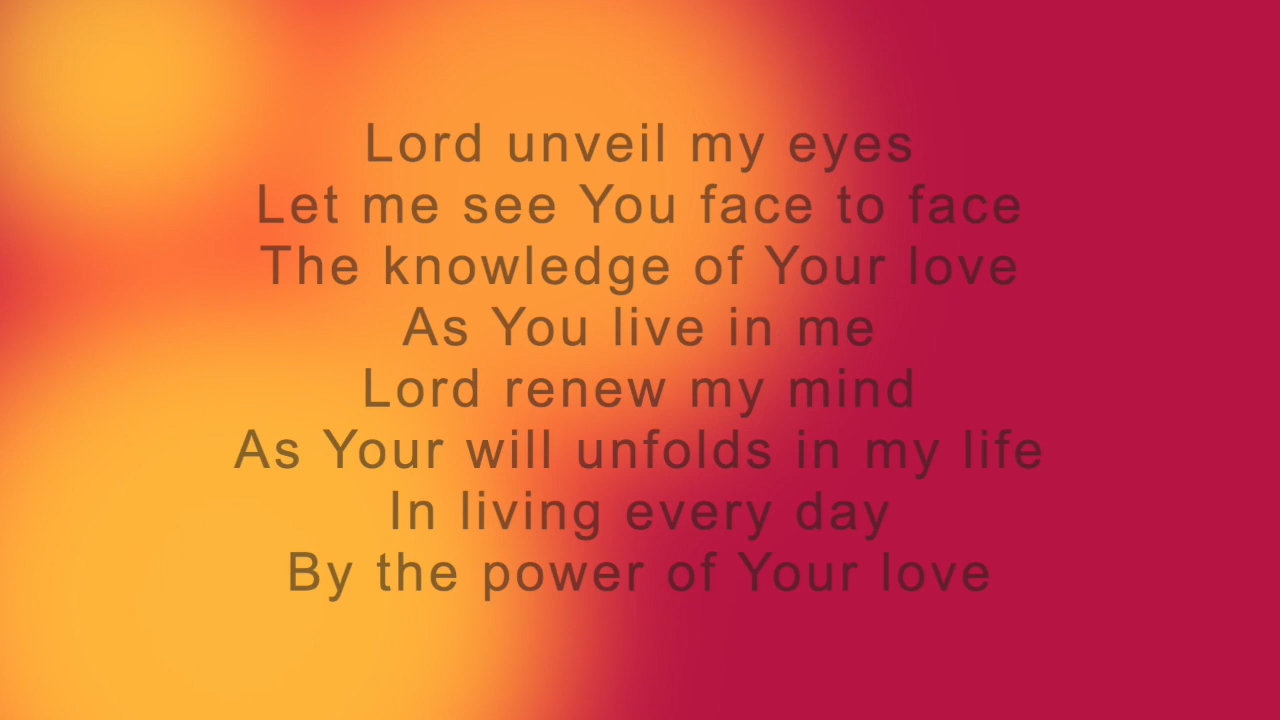 Lord unveil my eyes
Let me see You face to face
The knowledge of Your love
As You live in me
Lord renew my mind
As Your will unfolds in my life
In living every day
By the power of Your love